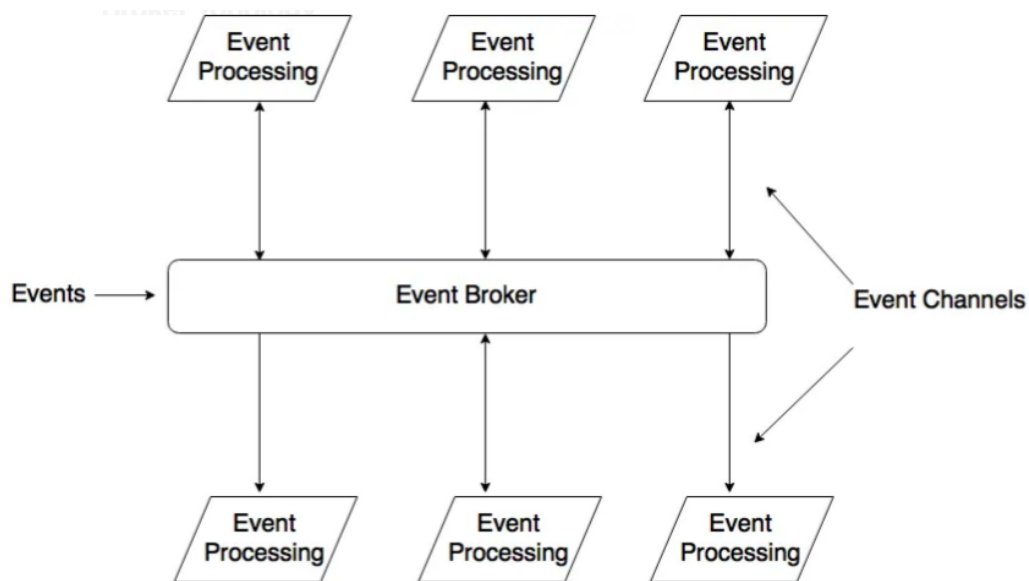 Event
Processing
Event
Processing
Event
Processing
Events
Event Broker
Event Channels
Event
Processing
Event
Processing
Event
Processing